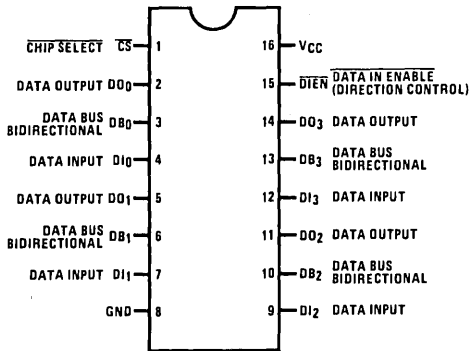 CHIP SELECT CS 1
DATA OUTPUT DO0 2
DATA BUS
BIDIRECTIONAL DB0 3
DATA INPUT DI0 4
DATA OUTPUT DO1 5
DATA BUS
BIDIRECTIONAL DB1 6
DATA INPUT DI1 7
GND 8
16 VCC
15 DIEN DATA IN ENABLE
(DIRECTION CONTROL)
14 DO3 DATA OUTPUT
13 DB3 DATA BUS
BIDIRECTIONAL
12 DI3 DATA INPUT
11 DO2 DATA OUTPUT
10 DB2 DATA BUS
BIDIRECTIONAL
9 DI2 DATA INPUT